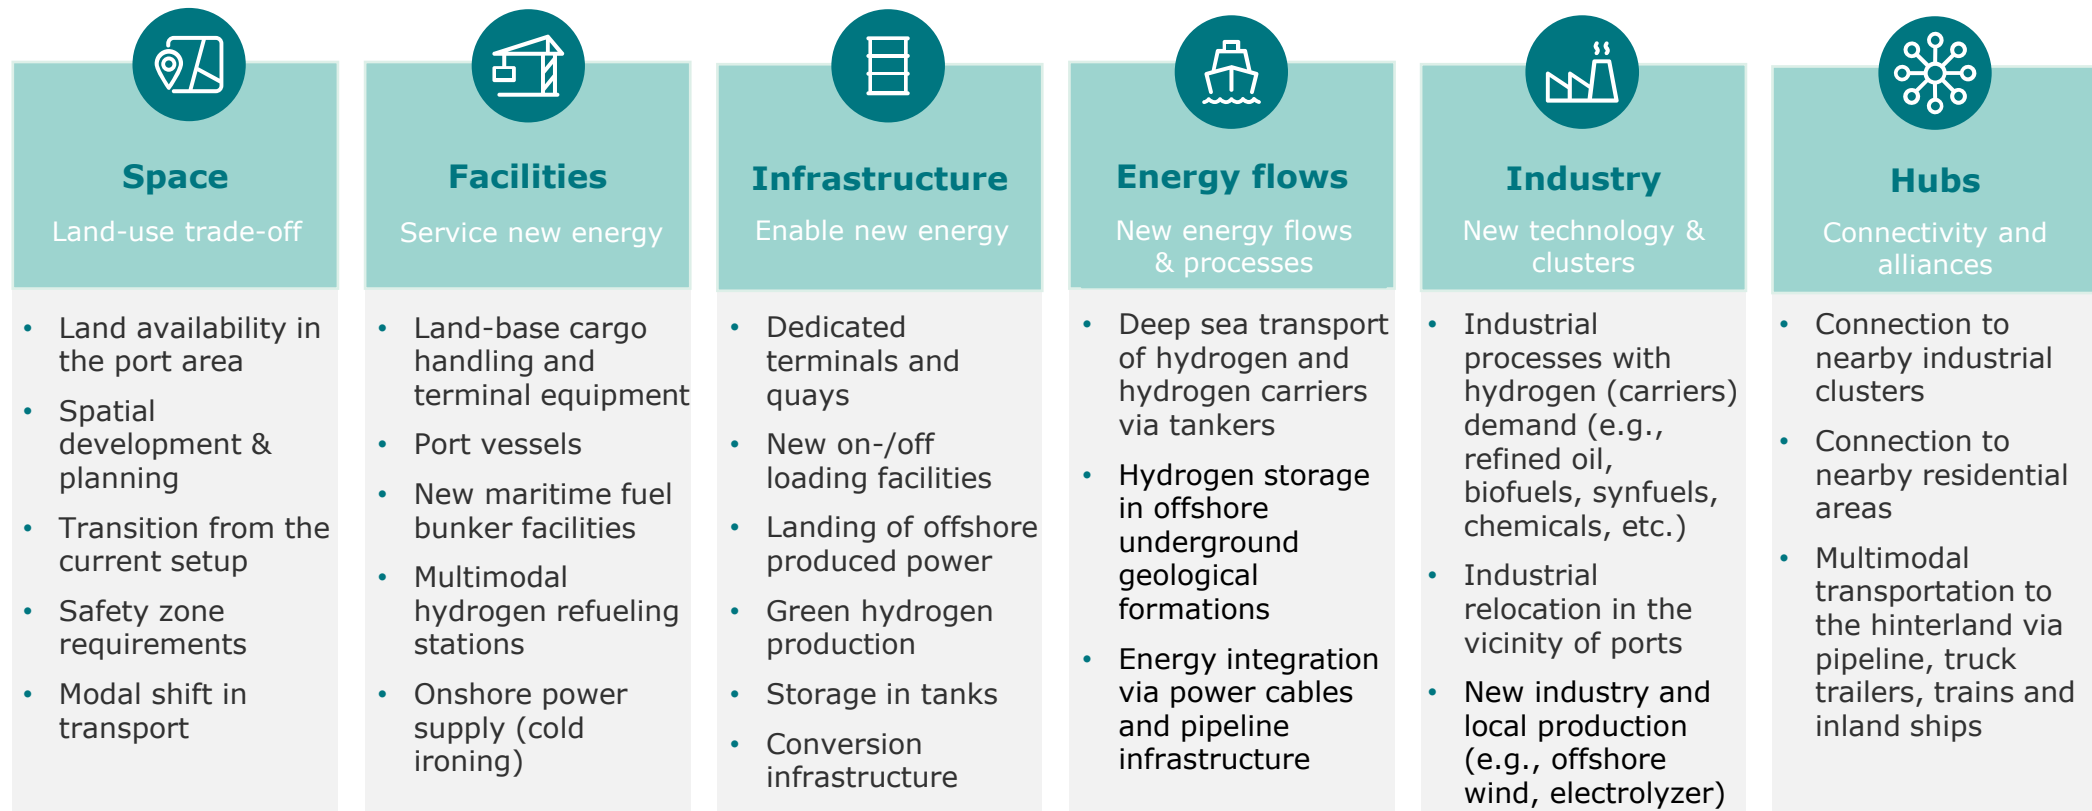 Space
Land-use trade-off
• Land availability in
the port area
• Spatial
development &
planning
• Transition from the
current setup
• Safety zone
requirements
• Modal shift in
transport
Facilities
Service new energy
• Land-base cargo
handling and
terminal equipment
• Port vessels
• New maritime fuel
bunker facilities
• Multimodal
hydrogen refueling
stations
• Onshore power
supply (cold
ironing)
Infrastructure
Enable new energy
• Dedicated
terminals and
quays
• New on-/off
loading facilities
• Landing of offshore
produced power
• Green hydrogen
production
• Storage in tanks
• Conversion
infrastructure
Energy flows
New energy flows
& processes
• Deep sea transport
of hydrogen and
hydrogen carriers
via tankers
• Hydrogen storage
in offshore
underground
geological
formations
• Energy integration
via power cables
and pipeline
infrastructure
Industry
New technology &
clusters
• Industrial
processes with
hydrogen (carriers)
demand (e.g.,
refined oil,
biofuels, synfuels,
chemicals, etc.)
• Industrial
relocation in the
vicinity of ports
• New industry and
local production
(e.g., offshore
wind, electrolyzer)
Hubs
Connectivity and
alliances
• Connection to
nearby industrial
clusters
• Connection to
nearby residential
areas
• Multimodal
transportation to
the hinterland via
pipeline, truck
trailers, trains and
inland ships